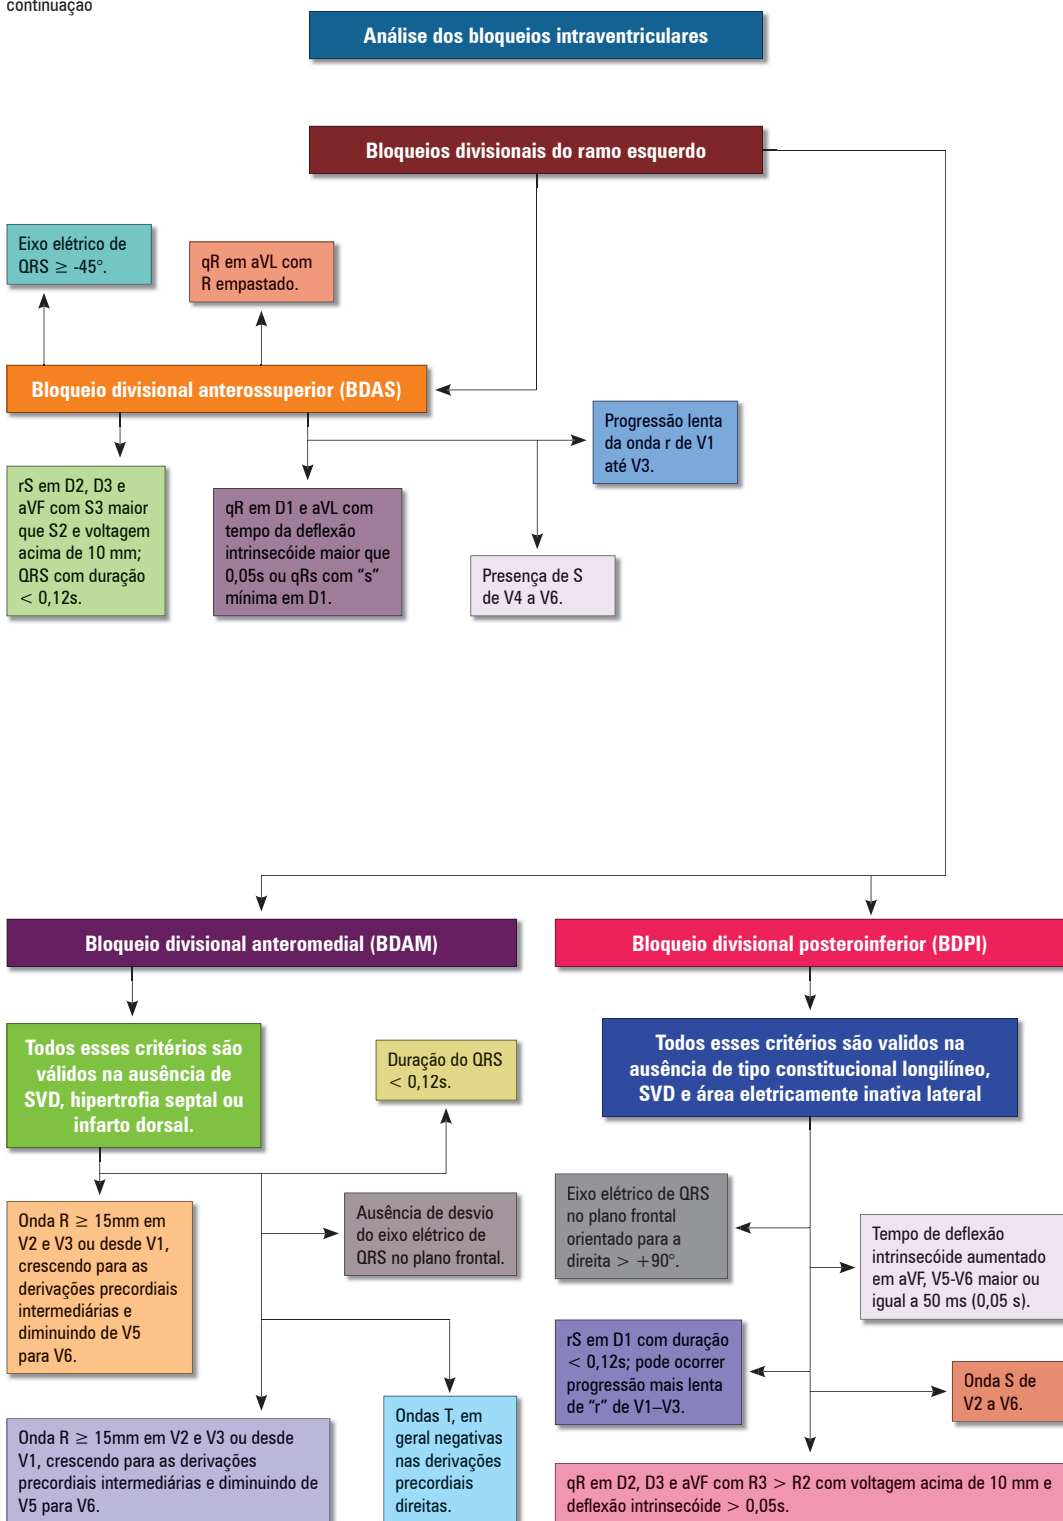 continuação
Análise dos bloqueios intraventriculares
Bloqueios divisionais do ramo esquerdo
Eixo elétrico de
QRS ≥ -45°.
qR em aVL com
R empastado.
Bloqueio divisional anterossuperior (BDAS)
Progressão lenta
da onda r de V1
até V3.
rS em D2, D3 e
aVF com S3 maior
que S2 e voltagem
acima de 10 mm;
QRS com duração
< 0,12s.
qR em D1 e aVL com
tempo da deflexão
intrinsecóide maior que
0,05s ou qRs com “s”
mínima em D1.
Presença de S
de V4 a V6.
Bloqueio divisional anteromedial (BDAM)
Bloqueio divisional posteroinferior (BDPI)
Todos esses critérios são
válidos na ausência de
SVD, hipertrofia septal ou
infarto dorsal.
Duração do QRS
< 0,12s.
Todos esses critérios são validos na
ausência de tipo constitucional longilíneo,
SVD e área eletricamente inativa lateral
Onda R ≥ 15mm em
V2 e V3 ou desde V1,
crescendo para as
derivações precordiais
intermediárias e
diminuindo de V5
para V6.
Ausência de desvio
do eixo elétrico de
QRS no plano frontal.
Eixo elétrico de QRS
no plano frontal
orientado para a
direita > +90°.
Tempo de deflexão
intrinsecóide aumentado
em aVF, V5-V6 maior ou
igual a 50 ms (0,05 s).
rS em D1 com duração
< 0,12s; pode ocorrer
progressão mais lenta
de “r” de V1–V3.
Onda S de
V2 a V6.
Onda R ≥ 15mm em V2 e V3 ou desde
V1, crescendo para as derivações
precordiais intermediárias e diminuindo de
V5 para V6.
Ondas T, em
geral negativas
nas derivações
precordiais
direitas.
qR em D2, D3 e aVF com R3 > R2 com voltagem acima de 10 mm e
deflexão intrinsecóide > 0,05s.